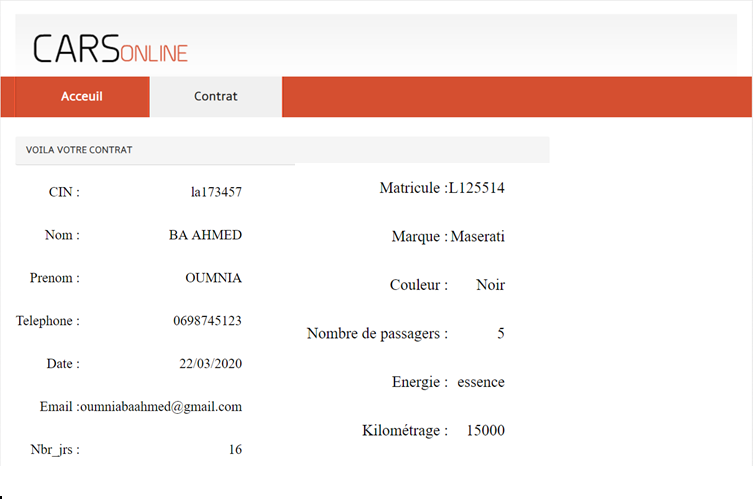 CARSONLINE
Acceuil Contrat
VOILA VOTRE CONTRAT
CIN : la173457
Nom : BA AHMED
Prenom : OUMNIA
Telephone : 0698745123
Date : 22/03/2020
Email :oumniabaahmed@gmail.com
Nbr_jrs : 16
Matricule :L125514
Marque : Maserati
Couleur : Noir
Nombre de passagers : 5
Energie : essence
Kilométrage : 15000